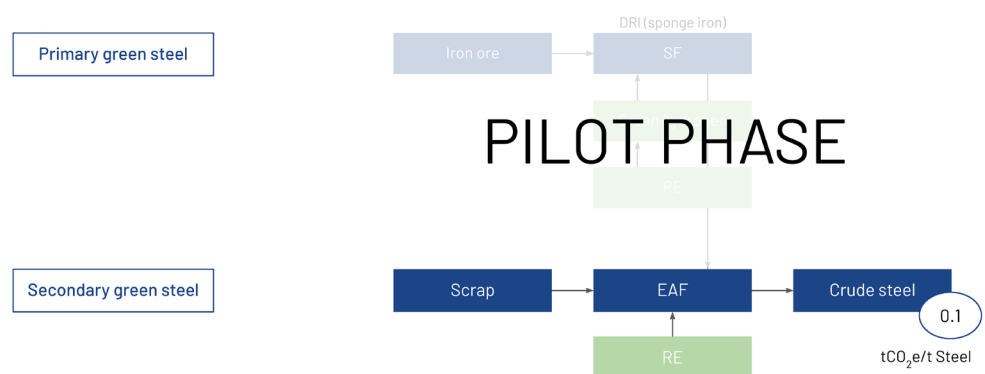 DRI (sponge iron)
Primary green steel
Iron ore
SF
PILOT PHASE
RE
Secondary green steel
Scrap
EAF
Crude steel
0.1
RE
tCO₂e/t Steel